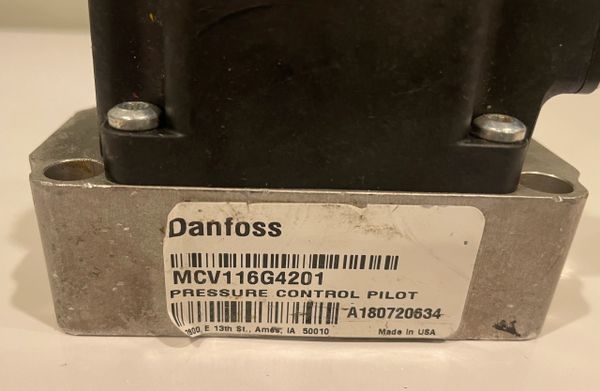 Danfoss
MCV116G4201
PRESSURE CONTROL PILOT
A180720634
E 13th St., Ames, IA 50010 Made in USA